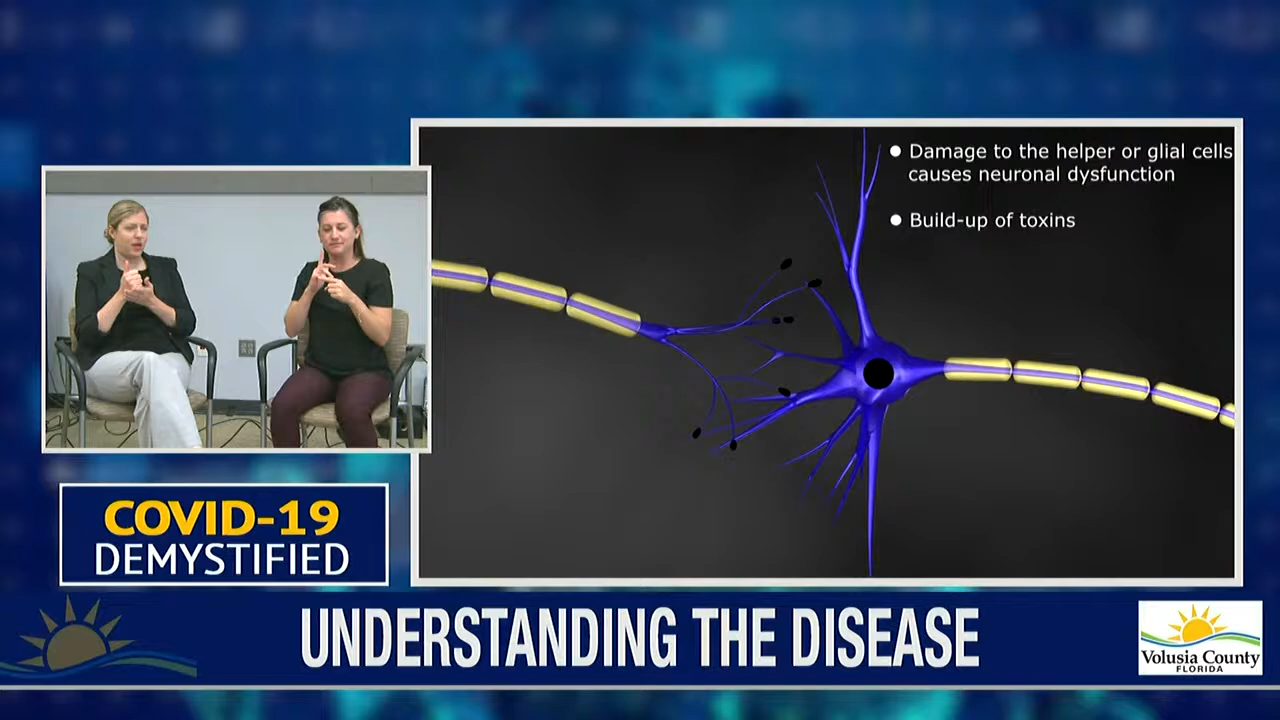 ● Damage to the helper or glial cells
causes neuronal dysfunction
● Build-up of toxins
COVID-19
DEMYSTIFIED
UNDERSTANDING THE DISEASE
Volusia County
FLORIDA